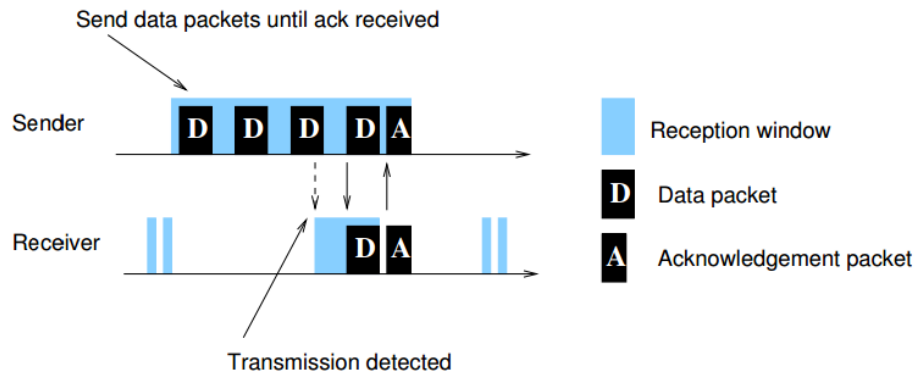 Send data packets until ack received
Sender
D D D D A
Reception window
D Data packet
Receiver
D A
A Acknowledgement packet
Transmission detected